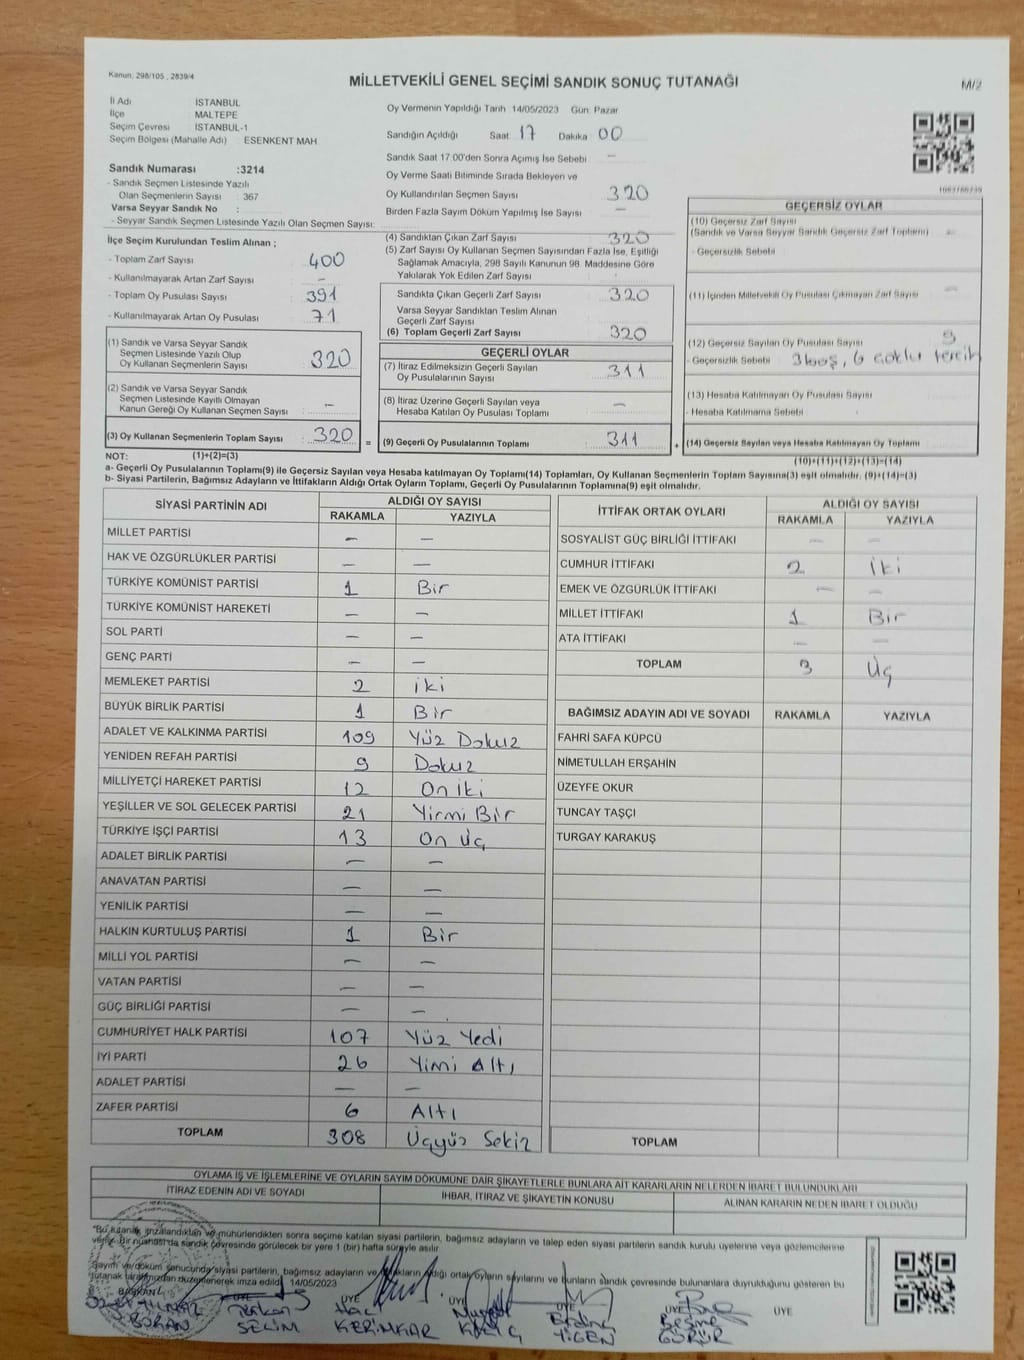 Kanun, 298/105 , 2839/4
MİLLETVEKİLİ GENEL SEÇİMİ SANDIK SONUÇ TUTANAĞI
M/2
İl Adı İSTANBUL
İlçe MALTEPE
Seçim Çevresi İSTANBUL-1
Seçim Bölgesi (Mahalle Adı) ESENKENT MAH.
Oy Vermenin Yapıldığı Tarih 14/05/2023 Gün: Pazar
Sandığın Açıldığı Saat 17 Dakika 00
Sandık Saat 17.00'den Sonra Açımış İse Sebebi —
Oy Verme Saati Bitiminde Sırada Bekleyen ve
Oy Kullandırılan Seçmen Sayısı 320
Birden Fazla Sayım Döküm Yapılmış İse Sayısı —
Sandık Numarası :3214
- Sandık Seçmen Listesinde Yazılı
Olan Seçmenlerin Sayısı : 367
Varsa Seyyar Sandık No :
- Seyyar Sandık Seçmen Listesinde Yazılı Olan Seçmen Sayısı:
İlçe Seçim Kurulundan Teslim Alınan ;
- Toplam Zarf Sayısı 400
- Kullanılmayarak Artan Zarf Sayısı —
- Toplam Oy Pusulası Sayısı 391
- Kullanılmayarak Artan Oy Pusulası 71
(1) Sandık ve Varsa Seyyar Sandık
Seçmen Listesinde Yazılı Olup
Oy Kullanan Seçmenlerin Sayısı 320
(2) Sandık ve Varsa Seyyar Sandık
Seçmen Listesinde Kayıtlı Olmayan
Kanun Gereği Oy Kullanan Seçmen Sayısı —
(3) Oy Kullanan Seçmenlerin Toplam Sayısı : 320 =
(4) Sandıktan Çıkan Zarf Sayısı 320
(5) Zarf Sayısı Oy Kullanan Seçmen Sayısından Fazla İse, Eşitliği
Sağlamak Amacıyla, 298 Sayılı Kanunun 98. Maddesine Göre
Yakılarak Yok Edilen Zarf Sayısı
Sandıkta Çıkan Geçerli Zarf Sayısı 320
Varsa Seyyar Sandıktan Teslim Alınan
Geçerli Zarf Sayısı
(6) Toplam Geçerli Zarf Sayısı 320
GEÇERLİ OYLAR
(7) İtiraz Edilmeksizin Geçerli Sayılan
Oy Pusulalarının Sayısı 311
(8) İtiraz Üzerine Geçerli Sayılan veya
Hesaba Katılan Oy Pusulası Toplamı —
(9) Geçerli Oy Pusulalarının Toplamı : 311 +
GEÇERSİZ OYLAR
(10) Geçersiz Zarf Sayısı
(Sandık ve Varsa Seyyar Sandık Geçersiz Zarf Toplamı) —
- Geçersizlik Sebebi
(11) İçinden Milletvekili Oy Pusulası Çıkmayan Zarf Sayısı —
(12) Geçersiz Sayılan Oy Pusulası Sayısı 9
- Geçersizlik Sebebi 3 boş, 6 çoklu tercih
(13) Hesaba Katılmayan Oy Pusulası Sayısı
- Hesaba Katılmama Sebebi
(14) Geçersiz Sayılan veya Hesaba Katılmayan Oy Toplamı
NOT: (1)+(2)=(3)
(10)+(11)+(12)+(13)=(14)
a- Geçerli Oy Pusulalarının Toplamı(9) ile Geçersiz Sayılan veya Hesaba katılmayan Oy Toplamı(14) Toplamları, Oy Kullanan Seçmenlerin Toplam Sayısına(3) eşit olmalıdır. (9)+(14)=(3)
b- Siyasi Partilerin, Bağımsız Adayların ve İttifakların Aldığı Ortak Oyların Toplamı, Geçerli Oy Pusulalarının Toplamına(9) eşit olmalıdır.
SİYASİ PARTİNİN ADI ALDIĞI OY SAYISI
RAKAMLA YAZIYLA
MİLLET PARTİSİ — —
HAK VE ÖZGÜRLÜKLER PARTİSİ — —
TÜRKİYE KOMÜNİST PARTİSİ 1 Bir
TÜRKİYE KOMÜNİST HAREKETİ — —
SOL PARTİ — —
GENÇ PARTİ — —
MEMLEKET PARTİSİ 2 iki
BÜYÜK BİRLİK PARTİSİ 1 Bir
ADALET VE KALKINMA PARTİSİ 109 Yüz Dokuz
YENİDEN REFAH PARTİSİ 9 Dokuz
MİLLİYETÇİ HAREKET PARTİSİ 12 On iki
YEŞİLLER VE SOL GELECEK PARTİSİ 21 Yirmi Bir
TÜRKİYE İŞÇİ PARTİSİ 13 On Üç
ADALET BİRLİK PARTİSİ — —
ANAVATAN PARTİSİ — —
YENİLİK PARTİSİ — —
HALKIN KURTULUŞ PARTİSİ 1 Bir
MİLLİ YOL PARTİSİ — —
VATAN PARTİSİ — —
GÜÇ BİRLİĞİ PARTİSİ — —
CUMHURİYET HALK PARTİSİ 107 Yüz Yedi
İYİ PARTİ 26 Yimi Altı
ADALET PARTİSİ — —
ZAFER PARTİSİ 6 Altı
TOPLAM 308 Üçyüz Sekiz
İTTİFAK ORTAK OYLARI ALDIĞI OY SAYISI
RAKAMLA YAZIYLA
SOSYALİST GÜÇ BİRLİĞİ İTTİFAKI — —
CUMHUR İTTİFAKI 2 İki
EMEK VE ÖZGÜRLÜK İTTİFAKI — —
MİLLET İTTİFAKI 1 Bir
ATA İTTİFAKI — —
TOPLAM 3 Üç
BAĞIMSIZ ADAYIN ADI VE SOYADI RAKAMLA YAZIYLA
FAHRİ SAFA KÜPCÜ
NİMETULLAH ERŞAHİN
ÜZEYFE OKUR
TUNCAY TAŞÇI
TURGAY KARAKUŞ
TOPLAM
OYLAMA İŞ VE İŞLEMLERİNE VE OYLARIN SAYIM DÖKÜMÜNE DAİR ŞİKAYETLERLE BUNLARA AİT KARARLARIN NELERDEN İBARET BULUNDUKLARI
İTİRAZ EDENİN ADI VE SOYADI İHBAR, İTİRAZ VE ŞİKAYETİN KONUSU ALINAN KARARIN NEDEN İBARET OLDUĞU
"Bu tutanak imzalandıktan ve mühürlendikten sonra seçime katılan siyasi partilerin, bağımsız adayların ve talep eden siyasi partilerin sandık kurulu üyelerine veya gözlemcilerine
verilir. Bir nüshası da sandık çevresinde görülecek bir yere 1 (bir) hafta süreyle asılır.
Sayım ve döküm sonucunda siyasi partilerin, bağımsız adayların ve ittifakların aldığı ortak oyların sayılarını ve bunların sandık çevresinde bulunanlara duyrulduğunu gösteren bu
tutanak tarafımızdan düzenlenerek imza edildi. 14/05/2023
BAŞKAN ÜYE ÜYE ÜYE ÜYE ÜYE
YILMAZ Hacı Erdinç Besime
SELİM KERİMKAR KILIÇ YİĞEN GÜRÜR